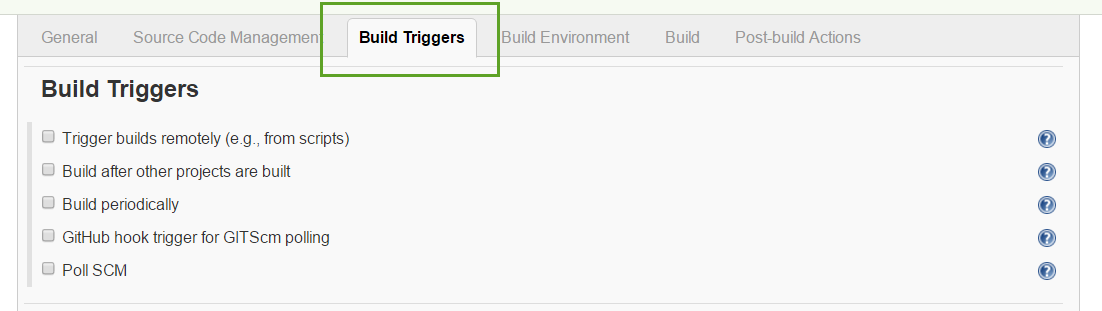 General Source Code Management Build Triggers Build Environment Build Post-build Actions
Build Triggers
Trigger builds remotely (e.g., from scripts)
Build after other projects are built
Build periodically
GitHub hook trigger for GITScm polling
Poll SCM